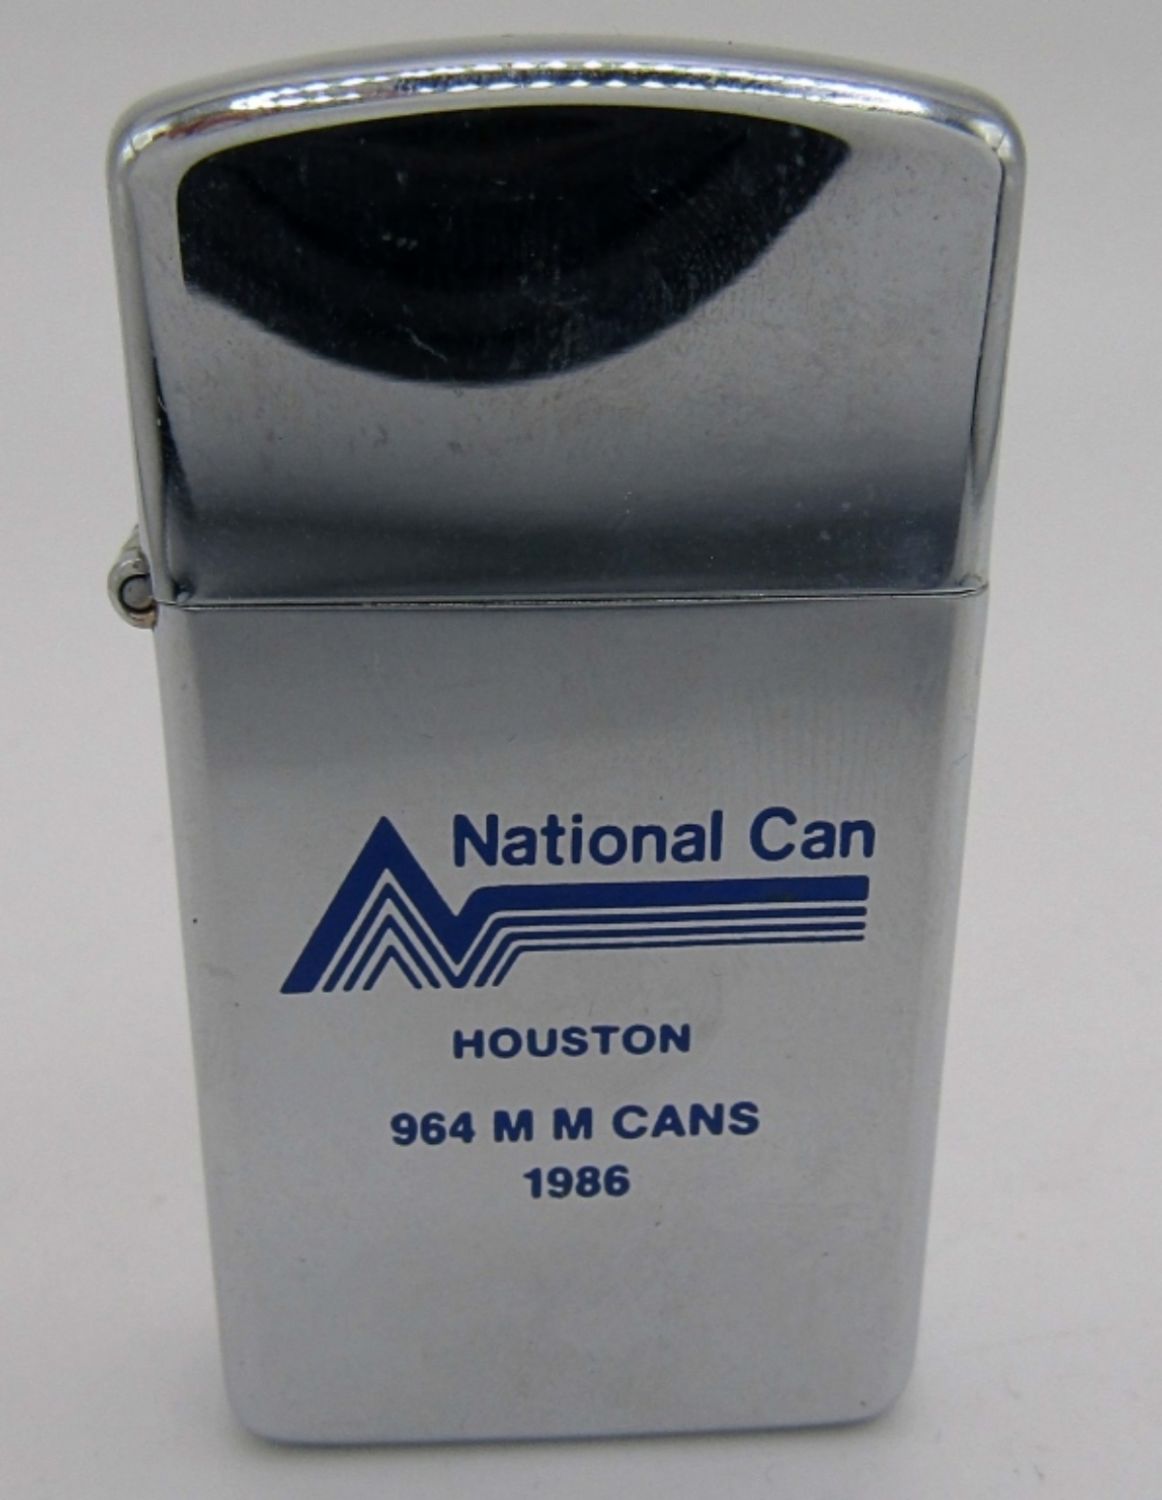 National Can
HOUSTON
964 M M CANS
1986